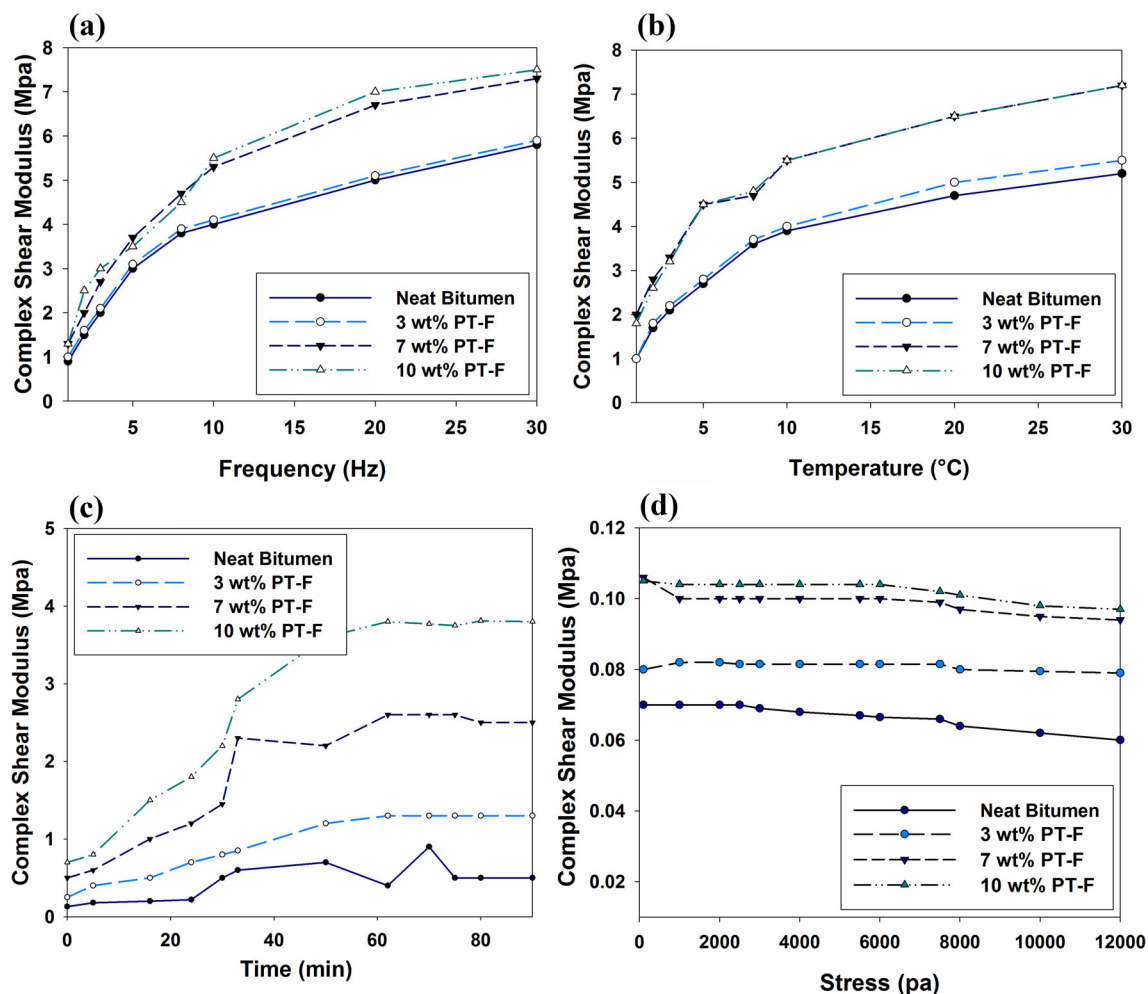 (a)
Complex Shear Modulus (Mpa)
8
7
6
5
4
3
2
1
0
Neat Bitumen
3 wt% PT-F
7 wt% PT-F
10 wt% PT-F
5 10 15 20 25 30
Frequency (Hz)
(b)
Complex Shear Modulus (Mpa)
8
7
6
5
4
3
2
1
0
Neat Bitumen
3 wt% PT-F
7 wt% PT-F
10 wt% PT-F
5 10 15 20 25 30
Temperature (°C)
(c)
Complex Shear Modulus (Mpa)
5
4
3
2
1
0
Neat Bitumen
3 wt% PT-F
7 wt% PT-F
10 wt% PT-F
0 20 40 60 80
Time (min)
(d)
Complex Shear Modulus (Mpa)
0.12
0.10
0.08
0.06
0.04
0.02
Neat Bitumen
3 wt% PT-F
7 wt% PT-F
10 wt% PT-F
0 2000 4000 6000 8000 10000 12000
Stress (pa)